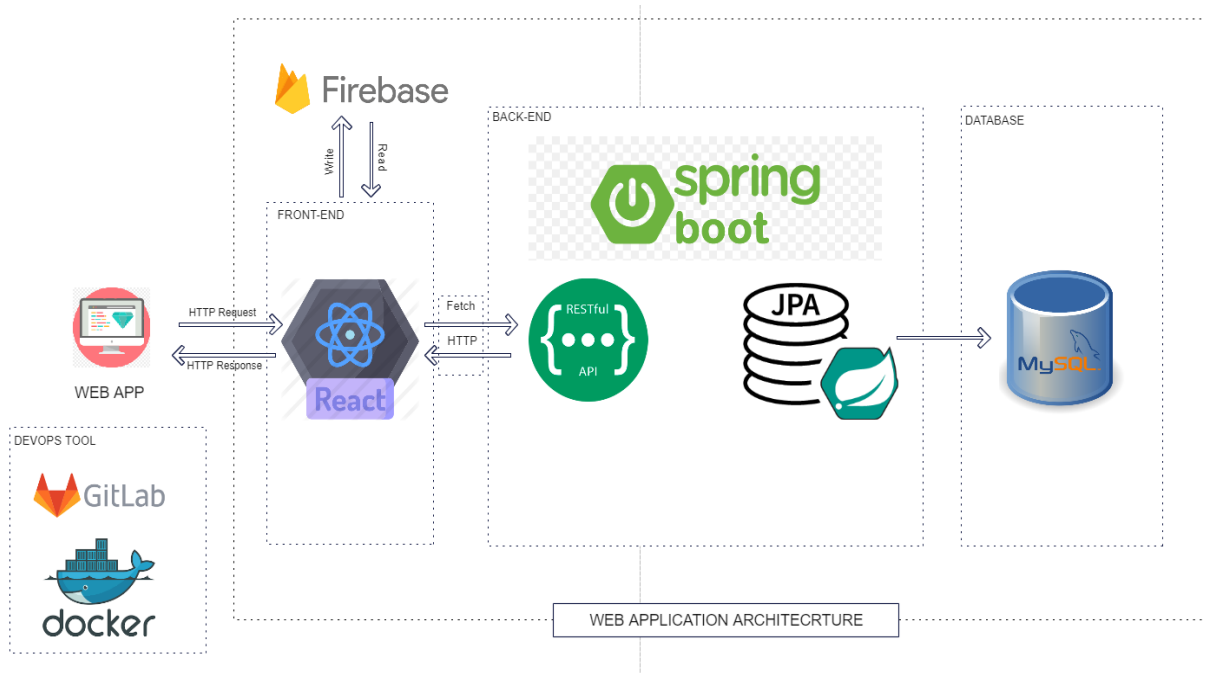 Firebase
Write
Read
FRONT-END
React
HTTP Request
HTTP Response
WEB APP
Fetch
HTTP
BACK-END
spring
boot
RESTful
API
JPA
DATABASE
MySQL
DEVOPS TOOL
GitLab
docker
WEB APPLICATION ARCHITECRTURE